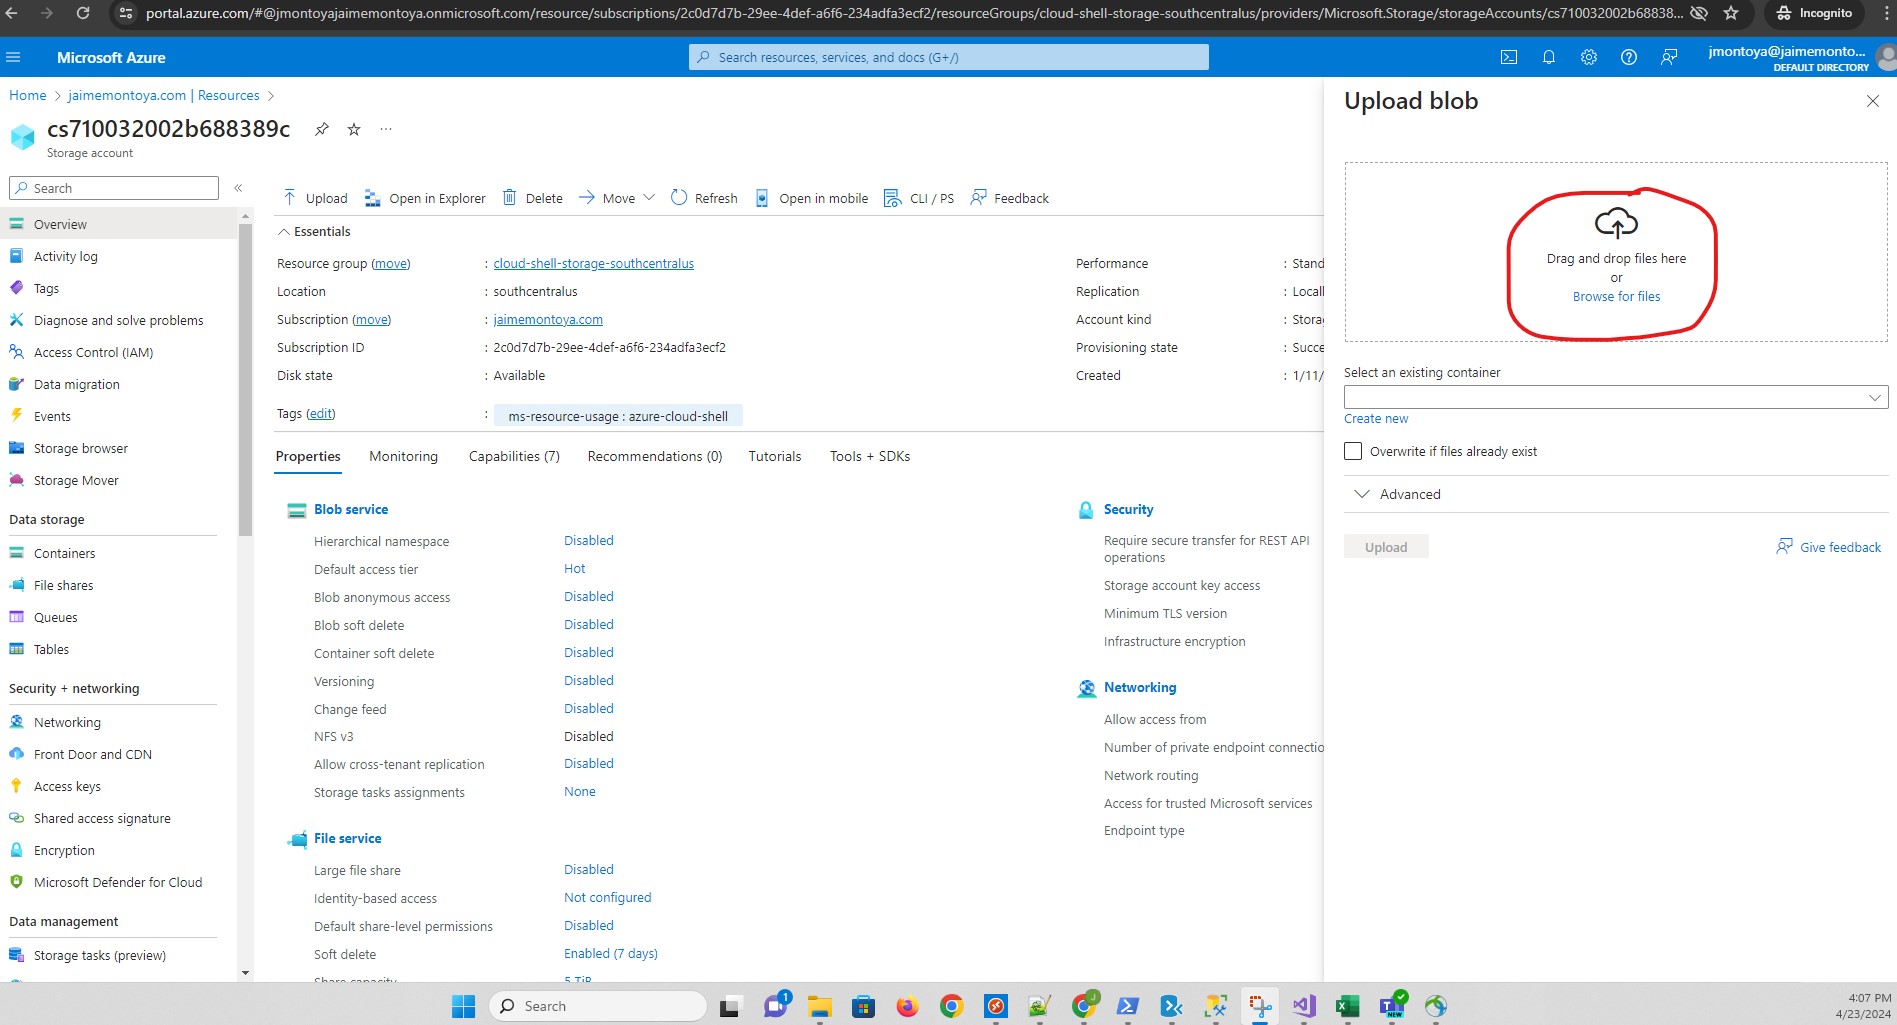 portal.azure.com/#@jmontoyajaimemontoya.onmicrosoft.com/resource/subscriptions/2c0d7d7b-29ee-4def-a6f6-234adfa3ecf2/resourceGroups/cloud-shell-storage-southcentralus/providers/Microsoft.Storage/storageAccounts/cs710032002b68838... Incognito
Microsoft Azure
Search resources, services, and docs (G+/)
jmontoya@jaimemonto...
DEFAULT DIRECTORY
Home > jaimemontoya.com | Resources >
cs710032002b688389c
Storage account
Search
Overview
Activity log
Tags
Diagnose and solve problems
Access Control (IAM)
Data migration
Events
Storage browser
Storage Mover
Data storage
Containers
File shares
Queues
Tables
Security + networking
Networking
Front Door and CDN
Access keys
Shared access signature
Encryption
Microsoft Defender for Cloud
Data management
Storage tasks (preview)
Upload Open in Explorer Delete Move Refresh Open in mobile CLI / PS Feedback
Essentials
Resource group (move) : cloud-shell-storage-southcentralus
Location : southcentralus
Subscription (move) : jaimemontoya.com
Subscription ID : 2c0d7d7b-29ee-4def-a6f6-234adfa3ecf2
Disk state : Available
Tags (edit) : ms-resource-usage : azure-cloud-shell
Performance : Stand
Replication : Locall
Account kind : Stora
Provisioning state : Succe
Created : 1/11/
Properties Monitoring Capabilities (7) Recommendations (0) Tutorials Tools + SDKs
Blob service
Hierarchical namespace Disabled
Default access tier Hot
Blob anonymous access Disabled
Blob soft delete Disabled
Container soft delete Disabled
Versioning Disabled
Change feed Disabled
NFS v3 Disabled
Allow cross-tenant replication Disabled
Storage tasks assignments None
File service
Large file share Disabled
Identity-based access Not configured
Default share-level permissions Disabled
Soft delete Enabled (7 days)
Share capacity 5 TiB
Security
Require secure transfer for REST API
operations
Storage account key access
Minimum TLS version
Infrastructure encryption
Networking
Allow access from
Number of private endpoint connectio
Network routing
Access for trusted Microsoft services
Endpoint type
Upload blob
Drag and drop files here
or
Browse for files
Select an existing container
Create new
Overwrite if files already exist
Advanced
Upload
Give feedback
Search
1
J
NEW
4:07 PM
4/23/2024